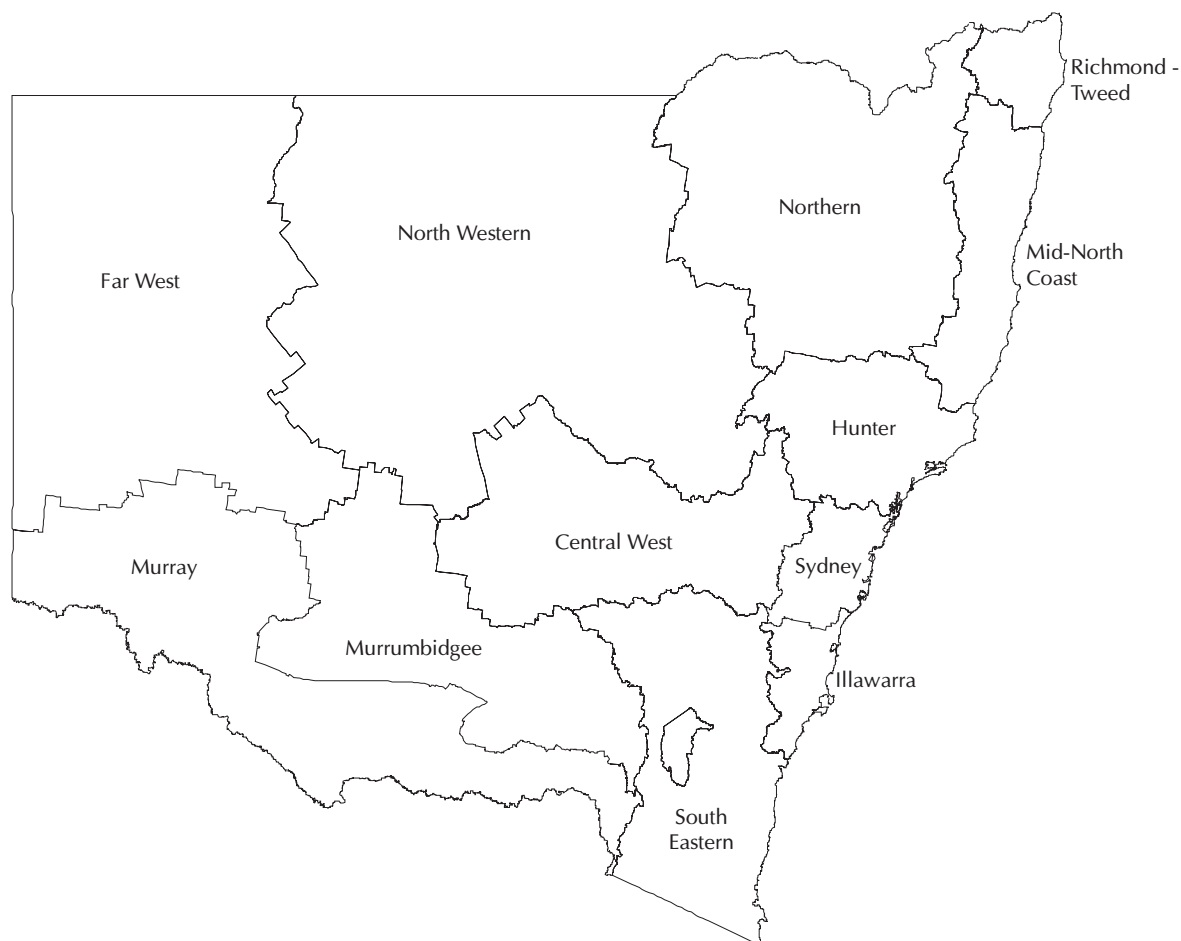 Richmond -
Tweed
Northern
North Western
Mid-North
Coast
Far West
Hunter
Central West
Sydney
Murray
Murrumbidgee
Illawarra
South
Eastern